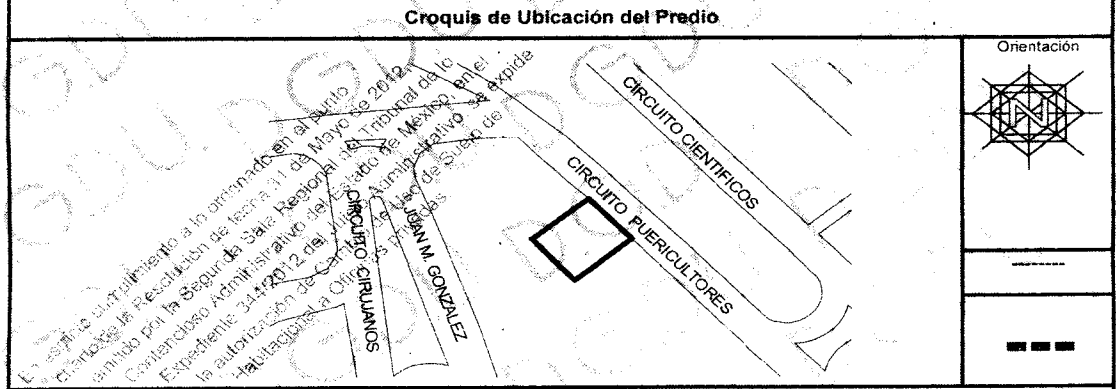 Croquis de Ubicación del Predio
Orientación
N
CIRCUITO CIENTIFICOS
CIRCUITO PUERICULTORES
JUAN M. GONZALEZ
CIRCUITO CIRUJANOS
En cumplimiento a lo ordenado en el punto
de la Resolución de fecha 31 de Mayo de 2012,
emitido por la Segunda Sala Regional del Tribunal de lo
Contencioso Administrativo del Estado de México, en el
Expediente 344/2012 del Juicio Administrativo se expide
la autorización de Cambio de Uso de Suelo de
Habitacional a Oficinas privadas
GDU